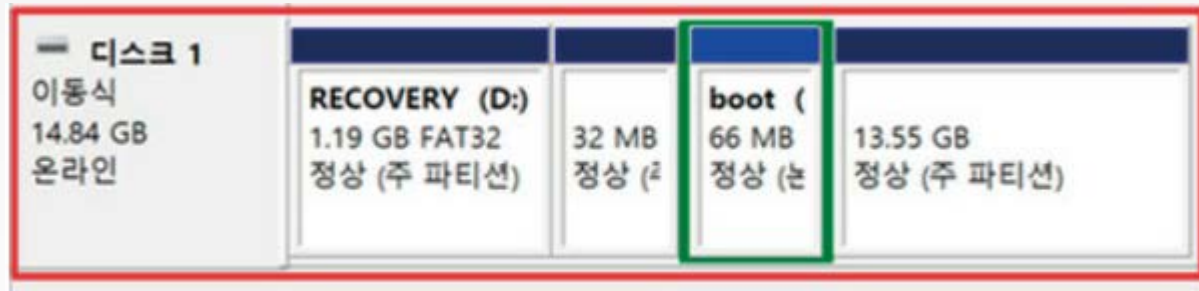 디스크 1
이동식
14.84 GB
온라인
RECOVERY (D:)
1.19 GB FAT32
정상 (주 파티션)
32 MB
정상 (
boot (
66 MB
정상 (논
13.55 GB
정상 (주 파티션)